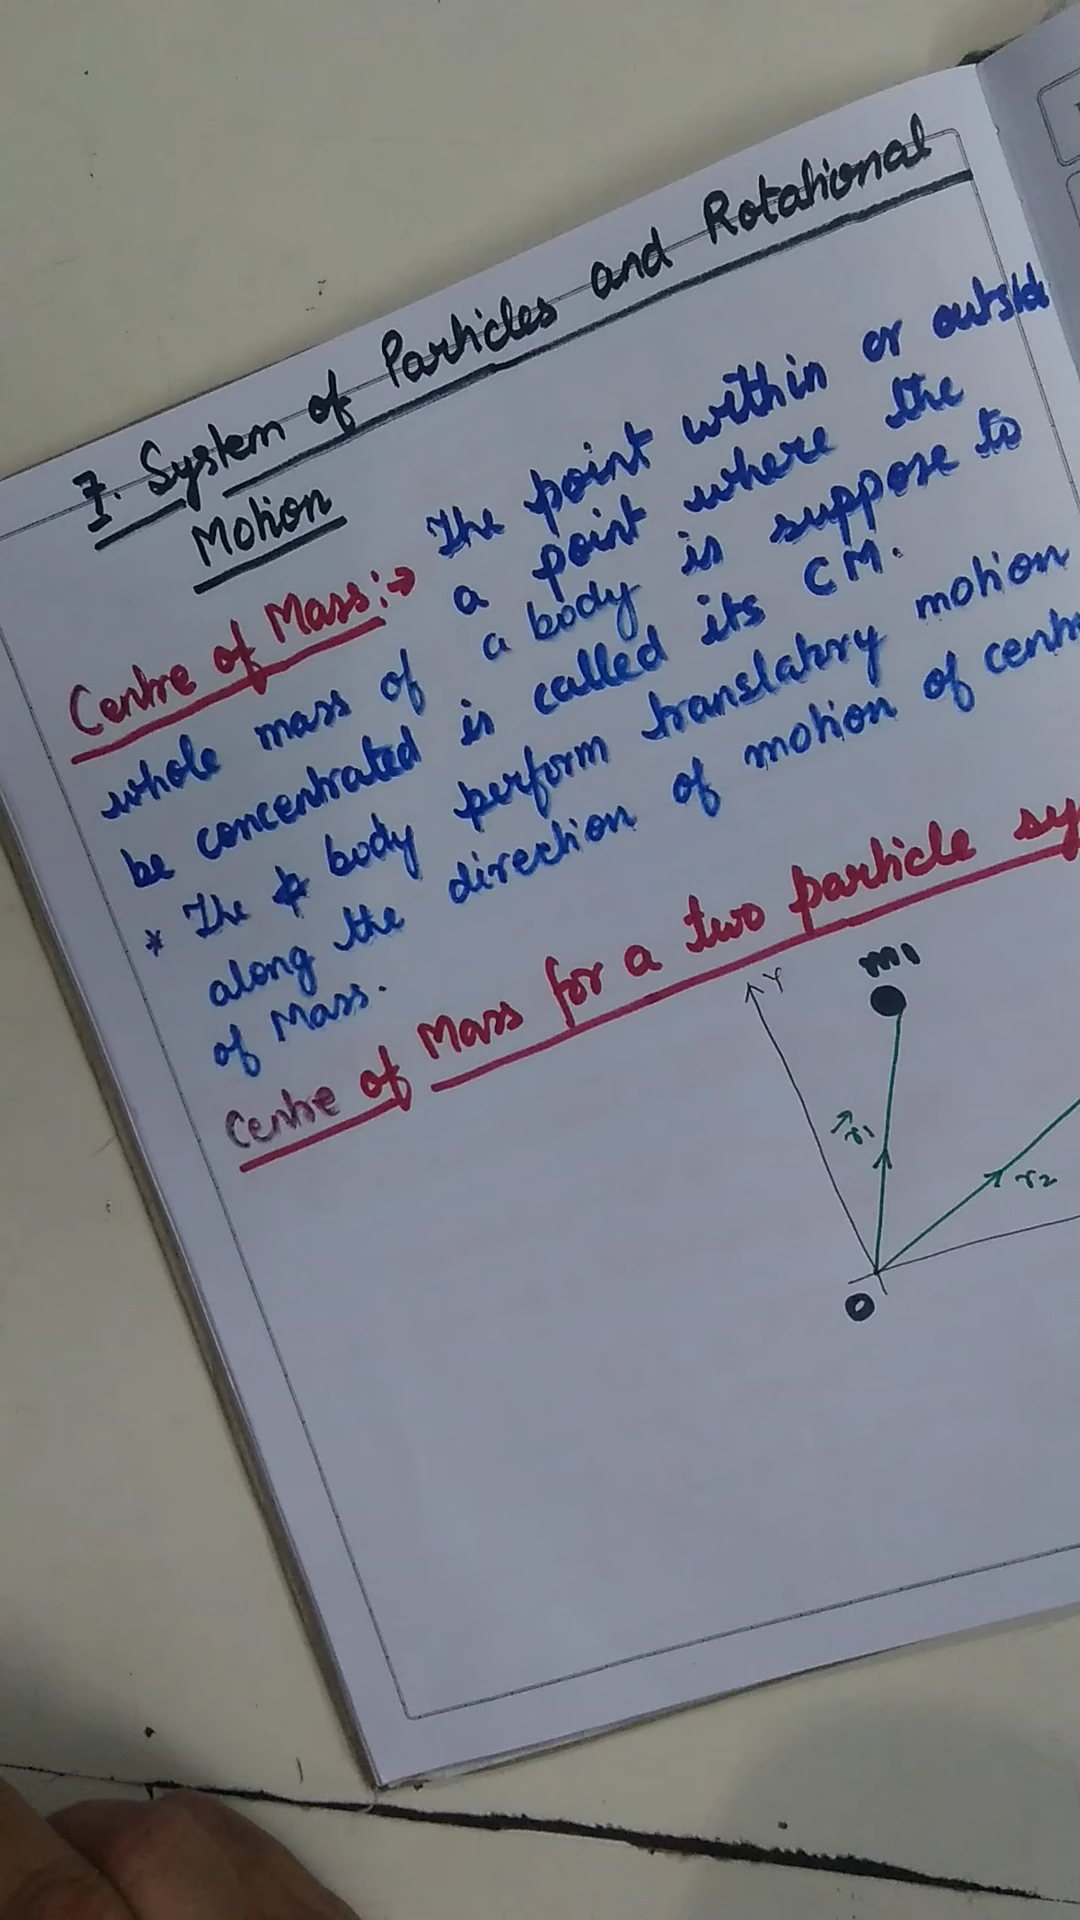 7. System of Particles and Rotational
Motion
Centre of Mass:→ The point within or outside
a point where the
whole mass of a body is suppose to
be concentrated is called its CM.
* The body perform translatory motion
along the direction of motion of centr
of Mass.
Centre of Mass for a two particle sy
Y
m1
r1
r2
O